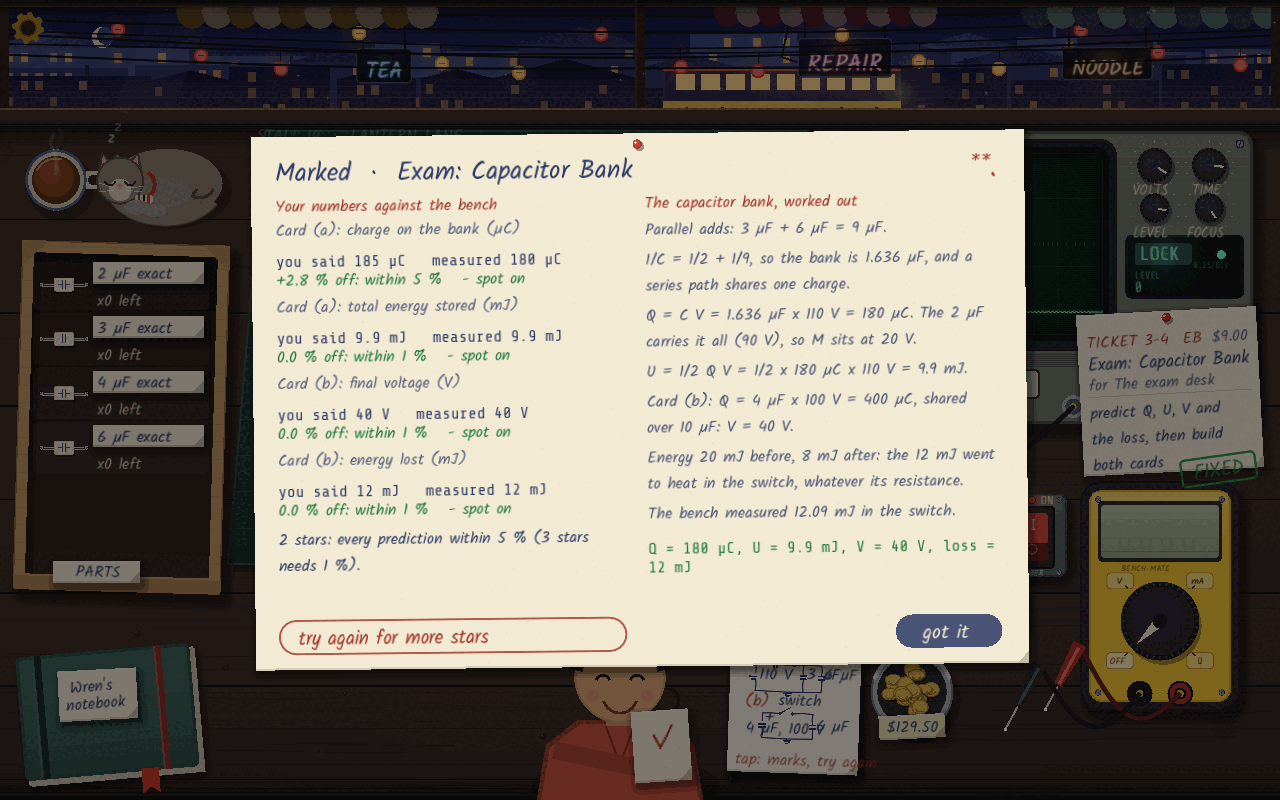 TEA
REPAIR
NOODLE
Marked · Exam: Capacitor Bank
**.
Your numbers against the bench
Card (a): charge on the bank (µC)
you said 185 µC measured 180 µC
+2.8 % off: within 5 % - spot on
Card (a): total energy stored (mJ)
you said 9.9 mJ measured 9.9 mJ
0.0 % off: within 1 % - spot on
Card (b): final voltage (V)
you said 40 V measured 40 V
0.0 % off: within 1 % - spot on
Card (b): energy lost (mJ)
you said 12 mJ measured 12 mJ
0.0 % off: within 1 % - spot on
2 stars: every prediction within 5 % (3 stars
needs 1 %).
try again for more stars
The capacitor bank, worked out
Parallel adds: 3 µF + 6 µF = 9 µF.
1/C = 1/2 + 1/9, so the bank is 1.636 µF, and a
series path shares one charge.
Q = C V = 1.636 µF x 110 V = 180 µC. The 2 µF
carries it all (90 V), so M sits at 20 V.
U = 1/2 Q V = 1/2 x 180 µC x 110 V = 9.9 mJ.
Card (b): Q = 4 µF x 100 V = 400 µC, shared
over 10 µF: V = 40 V.
Energy 20 mJ before, 8 mJ after: the 12 mJ went
to heat in the switch, whatever its resistance.
The bench measured 12.09 mJ in the switch.
Q = 180 µC, U = 9.9 mJ, V = 40 V, loss =
12 mJ
got it
z
z
2 µF exact
x0 left
3 µF exact
x0 left
4 µF exact
x0 left
6 µF exact
x0 left
PARTS
Wren's
notebook
VOLTS TIME
LEVEL FOCUS
LOCK
LEVEL
0
TICKET 3-4 EB $9.00
Exam: Capacitor Bank
for The exam desk
predict Q, U, V and
the loss, then build
both cards
FIXED
ON
I
BENCH-MATE
V mA
OFF Ω
110 V 3 6µF µF
(b) switch
4 µF, 100 V 6 µF
tap: marks, try again
$129.50